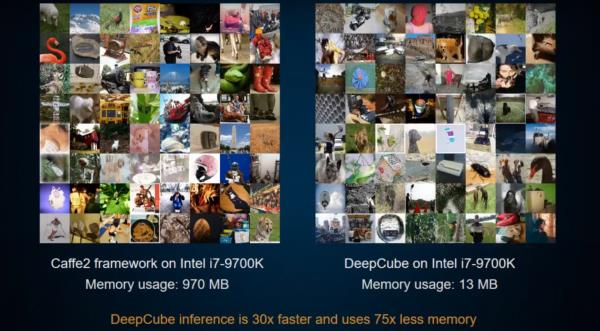 Caffe2 framework on Intel i7-9700K
Memory usage: 970 MB
DeepCube on Intel i7-9700K
Memory usage: 13 MB
DeepCube inference is 30x faster and uses 75x less memory